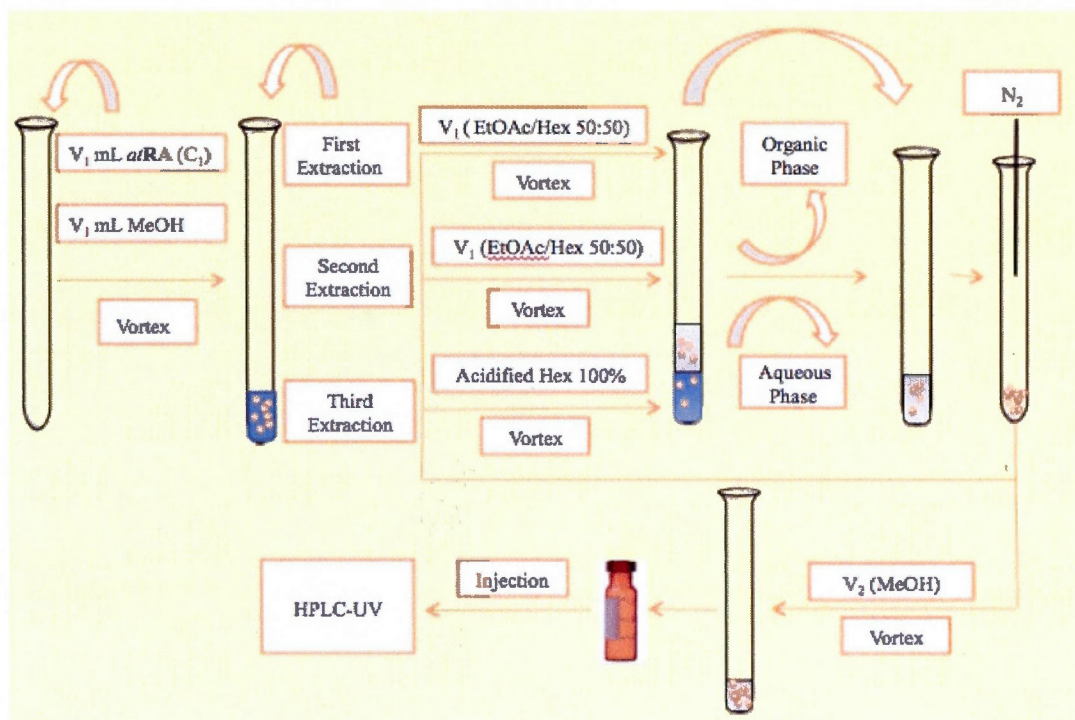 V₁ mL atRA (C₁)
V₁ mL MeOH
Vortex
First
Extraction
Second
Extraction
Third
Extraction
V₁ (EtOAc/Hex 50:50)
Vortex
V₁ (EtOAc/Hex 50:50)
Vortex
Acidified Hex 100%
Vortex
Organic
Phase
Aqueous
Phase
N₂
V₂ (MeOH)
Vortex
Injection
HPLC-UV